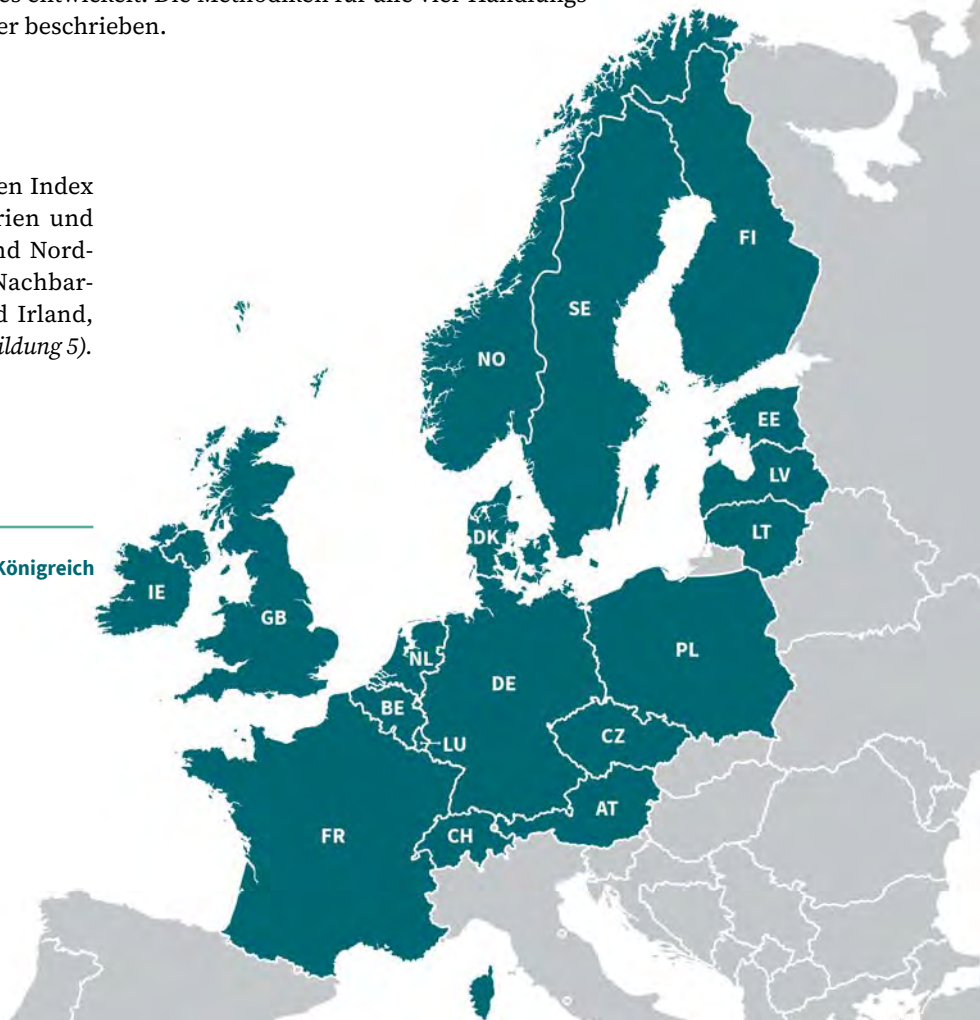 es entwickelt. Die Methodiken für alle vier Handlungs-
er beschrieben.
en Index
rien und
nd Nord-
Nachbar-
d Irland,
ildung 5).
Königreich
FI
SE
NO
EE
LV
LT
DK
IE
GB
NL
PL
DE
BE
CZ
LU
AT
FR
CH